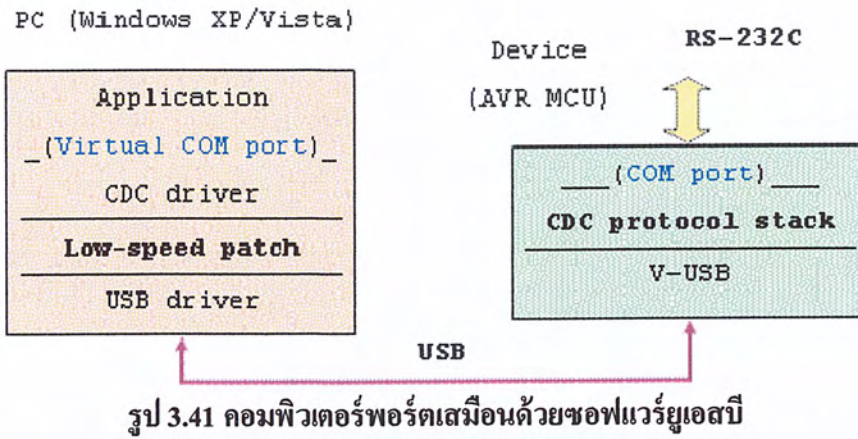 PC (Windows XP/Vista)
Application
_(Virtual COM port)_
CDC driver
Low-speed patch
USB driver
Device
(AVR MCU)
RS-232C
___(COM port)___
CDC protocol stack
V-USB
USB
รูป 3.41 คอมพิวเตอร์พอร์ตเสมือนด้วยซอฟแวร์ยูเอสบี